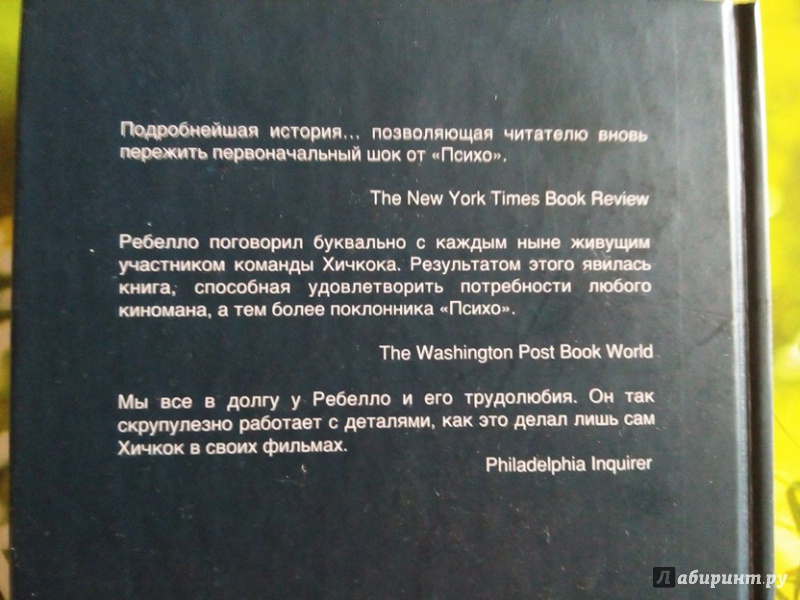 Подробнейшая история... позволяющая читателю вновь
пережить первоначальный шок от «Психо».
The New York Times Book Review
Ребелло поговорил буквально с каждым ныне живущим
участником команды Хичкока. Результатом этого явилась
книга, способная удовлетворить потребности любого
киномана, а тем более поклонника «Психо».
The Washington Post Book World
Мы все в долгу у Ребелло и его трудолюбия. Он так
скрупулезно работает с деталями, как это делал лишь сам
Хичкок в своих фильмах.
Philadelphia Inquirer
Лабиринт.ру